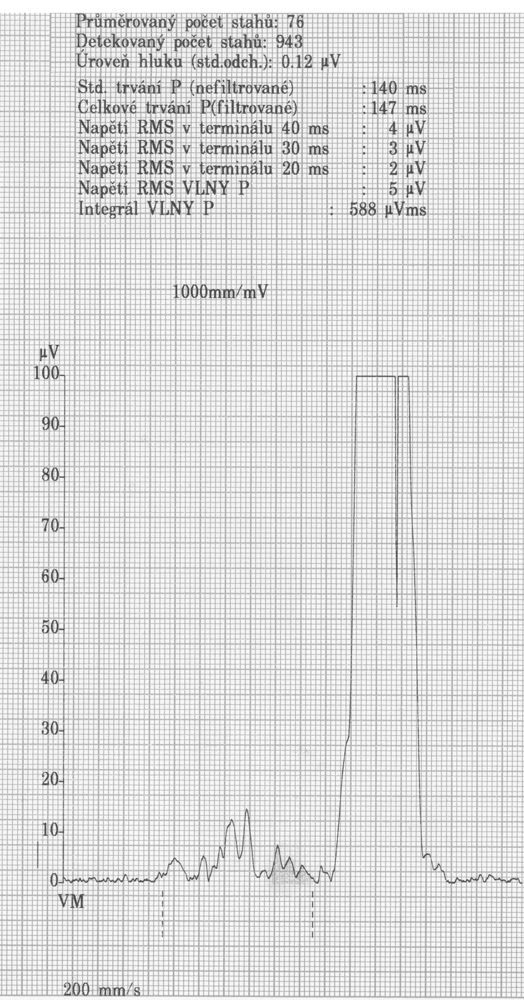 Průměrovaný počet stahů: 76
Detekovaný počet stahů: 943
Úroveň hluku (std.odch.): 0.12 µV
Std. trvání P (nefiltrované) : 140 ms
Celkové trvání P(filtrované) : 147 ms
Napětí RMS v terminálu 40 ms : 4 µV
Napětí RMS v terminálu 30 ms : 3 µV
Napětí RMS v terminálu 20 ms : 2 µV
Napětí RMS VLNY P : 5 µV
Integrál VLNY P : 588 µVms
1000mm/mV
µV
100
90
80
70
60
50
40
30
20
10
0
VM
200 mm/s